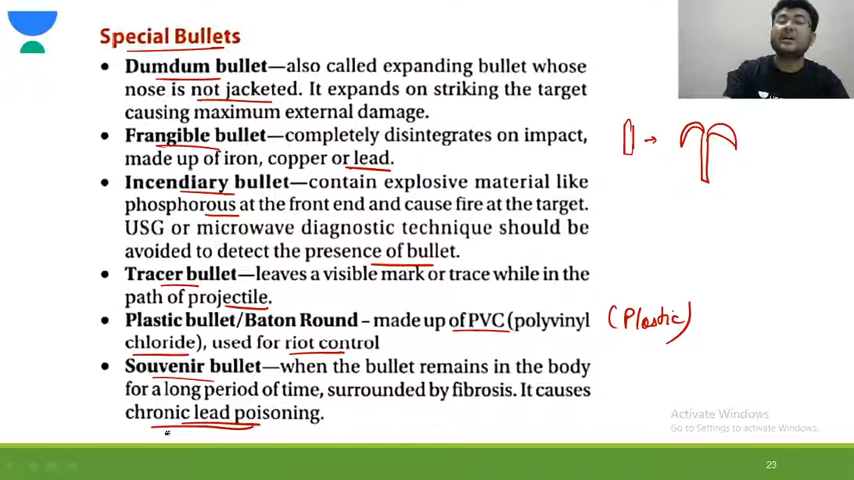 Special Bullets
• Dumdum bullet—also called expanding bullet whose
nose is not jacketed. It expands on striking the target
causing maximum external damage.
• Frangible bullet—completely disintegrates on impact,
made up of iron, copper or lead.
• Incendiary bullet—contain explosive material like
phosphorous at the front end and cause fire at the target.
USG or microwave diagnostic technique should be
avoided to detect the presence of bullet.
• Tracer bullet—leaves a visible mark or trace while in the
path of projectile.
• Plastic bullet/Baton Round – made up of PVC (polyvinyl
chloride), used for riot control
(Plastic)
• Souvenir bullet—when the bullet remains in the body
for a long period of time, surrounded by fibrosis. It causes
chronic lead poisoning.
Activate Windows
Go to Settings to activate Windows.
23